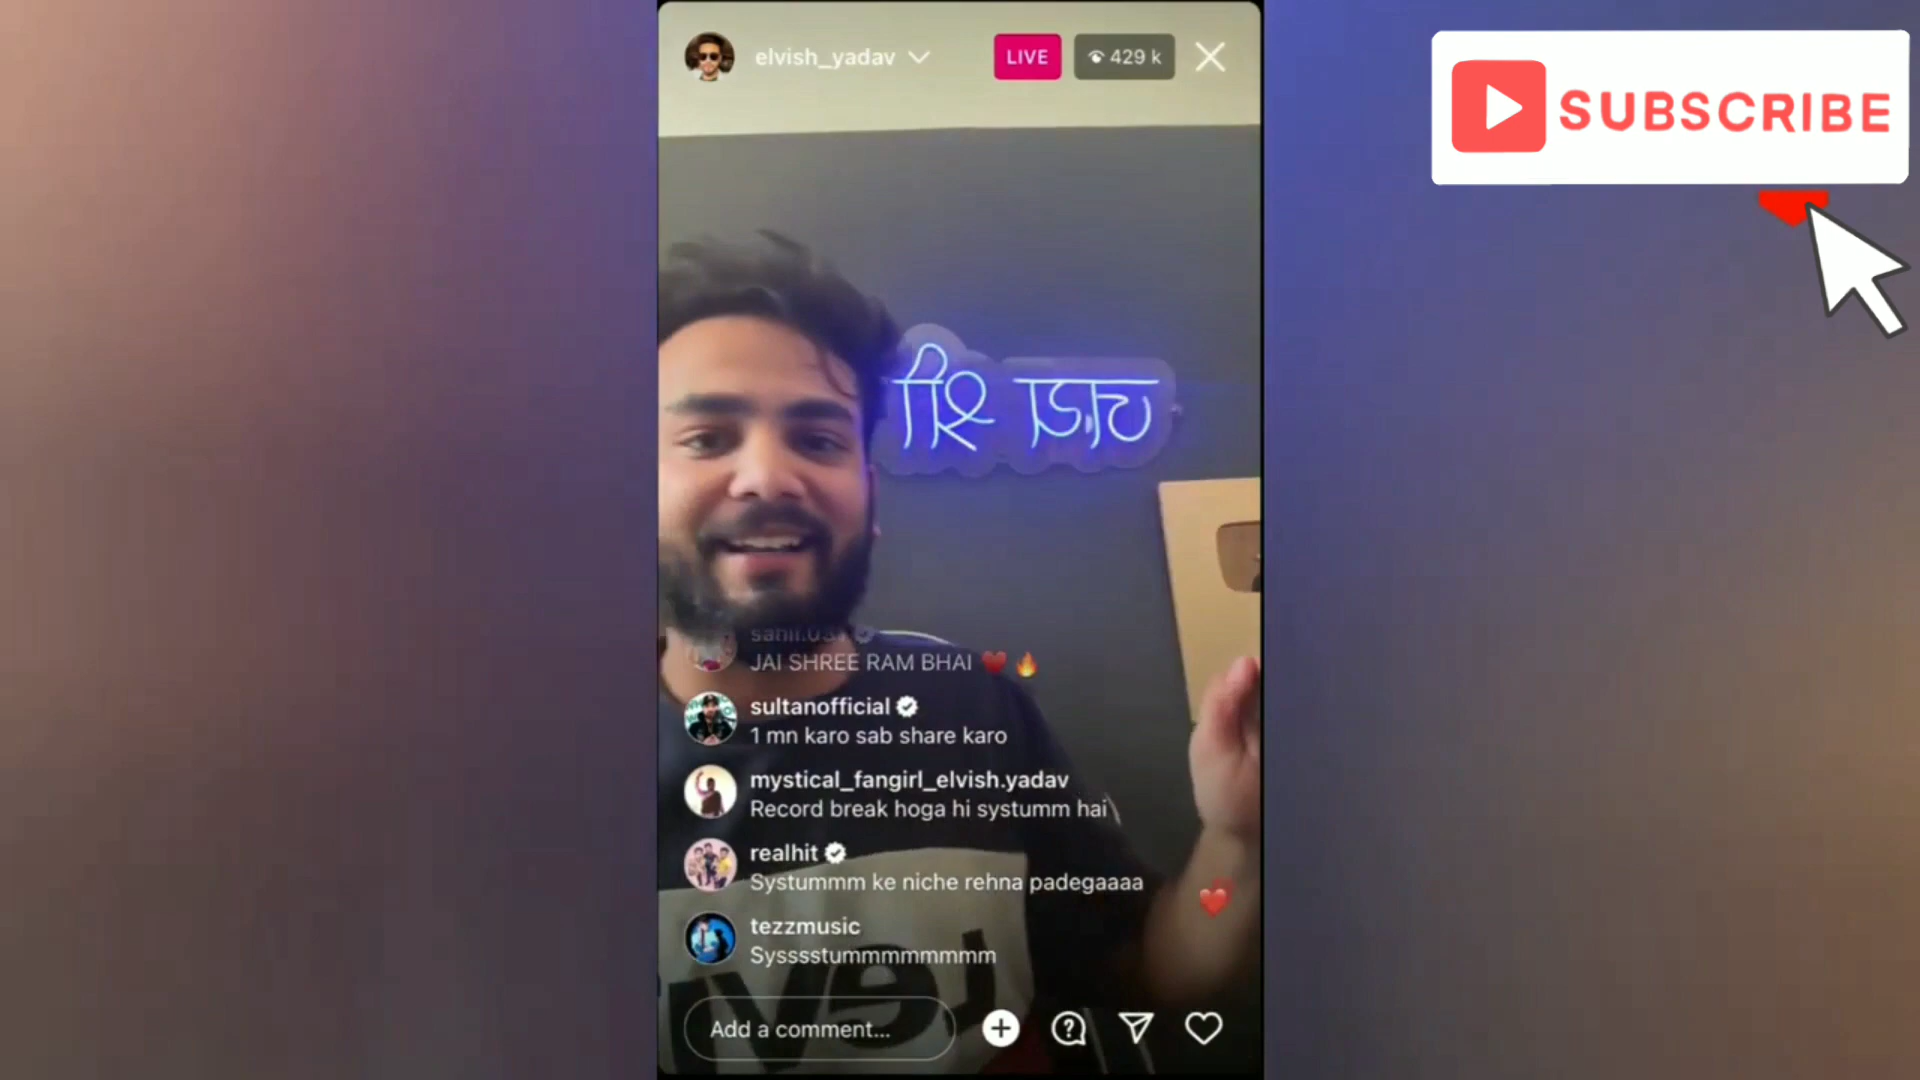 elvish_yadav
LIVE
429 k
SUBSCRIBE
JAI SHREE RAM BHAI ❤️ 🔥
sultanofficial
1 mn karo sab share karo
mystical_fangirl_elvish.yadav
Record break hoga hi systumm hai
realhit
Systummm ke niche rehna padegaaaa
tezzmusic
Sysssstummmmmmmm
Add a comment...